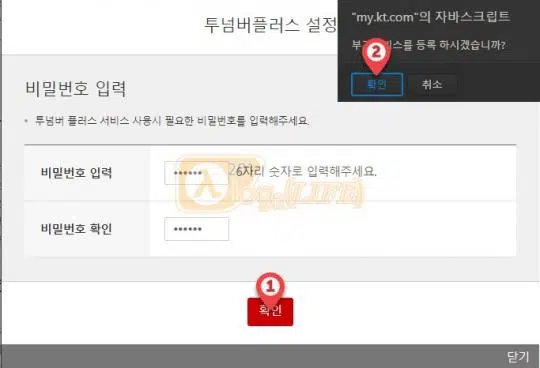 투넘버플러스 설정
"my.kt.com"의 자바스크립트
부가서비스를 등록 하시겠습니까?
2
확인 취소
비밀번호 입력
• 투넘버 플러스 서비스 사용시 필요한 비밀번호를 입력해주세요.
비밀번호 입력 •••••• 6자리 숫자로 입력해주세요.
비밀번호 확인 ••••••
1
확인
닫기